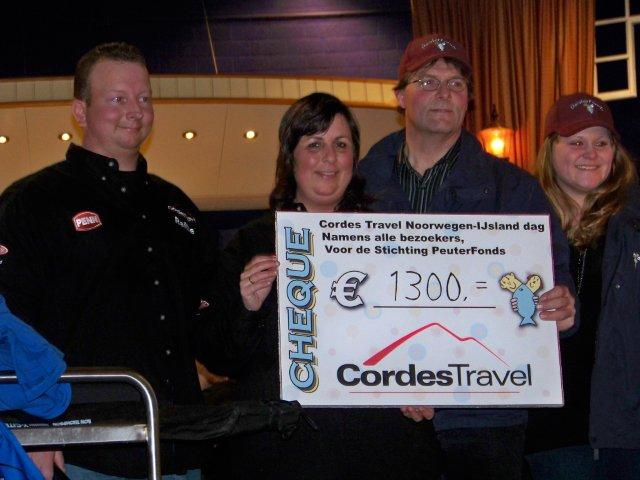 Cordes Travel Noorwegen-IJsland dag
Namens alle bezoekers,
Voor de Stichting PeuterFonds
CHEQUE
€ 1300,=
CordesTravel
PENN